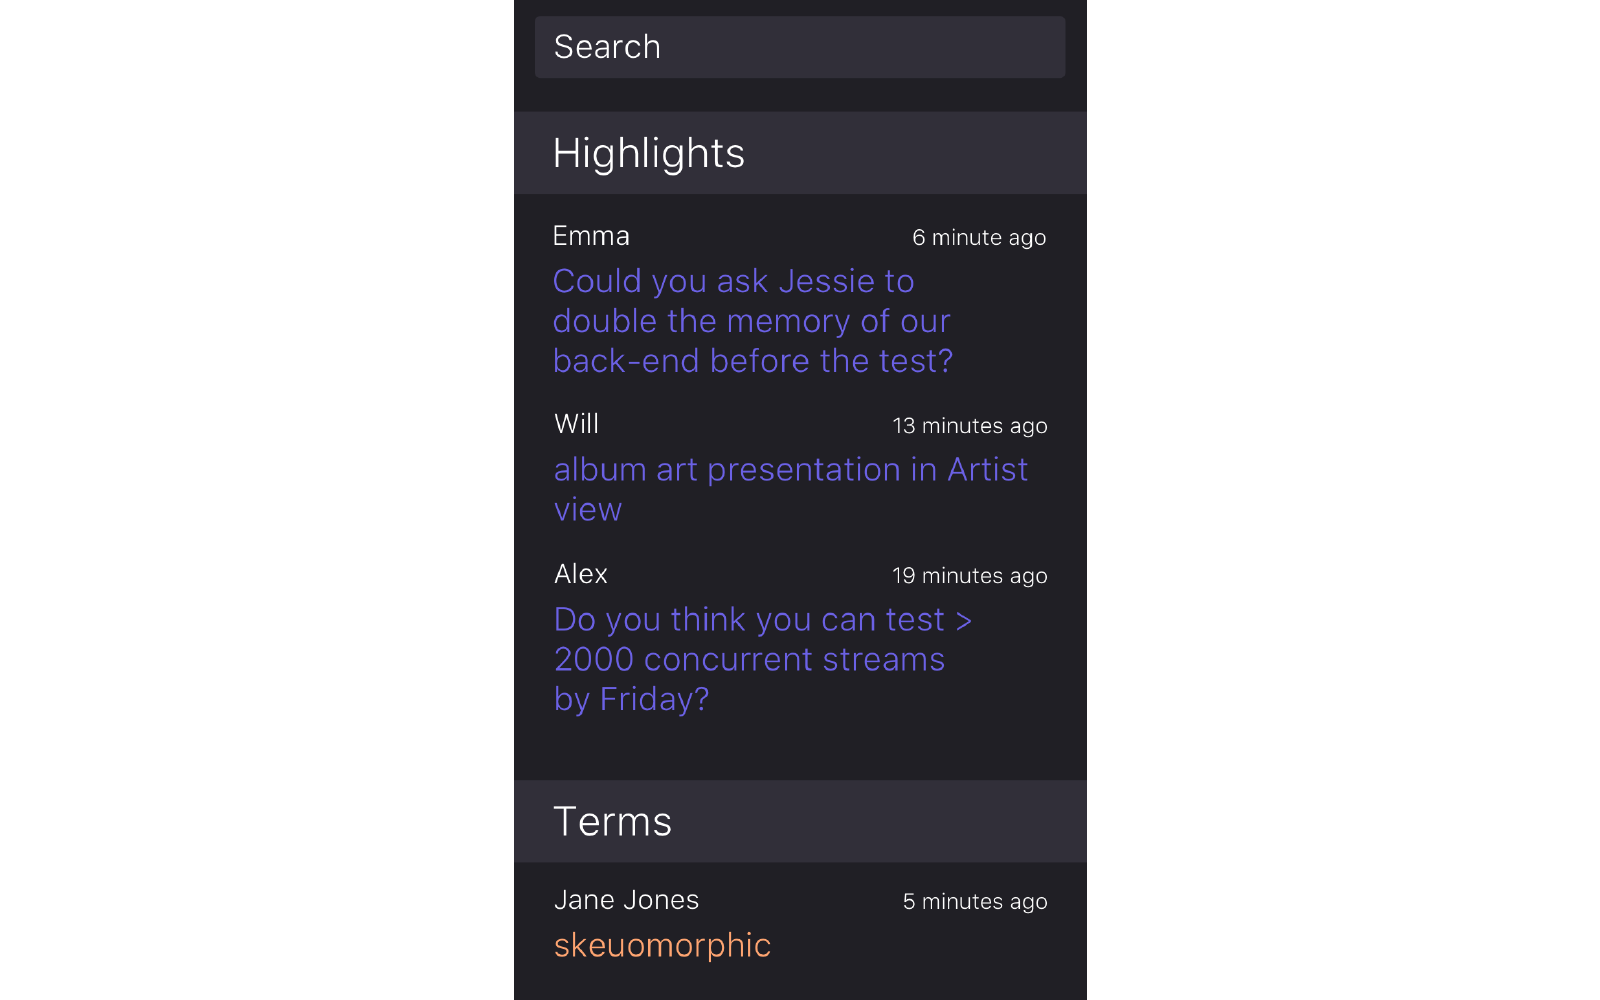 Search
Highlights
Emma 6 minute ago
Could you ask Jessie to
double the memory of our
back-end before the test?
Will 13 minutes ago
album art presentation in Artist
view
Alex 19 minutes ago
Do you think you can test >
2000 concurrent streams
by Friday?
Terms
Jane Jones 5 minutes ago
skeuomorphic